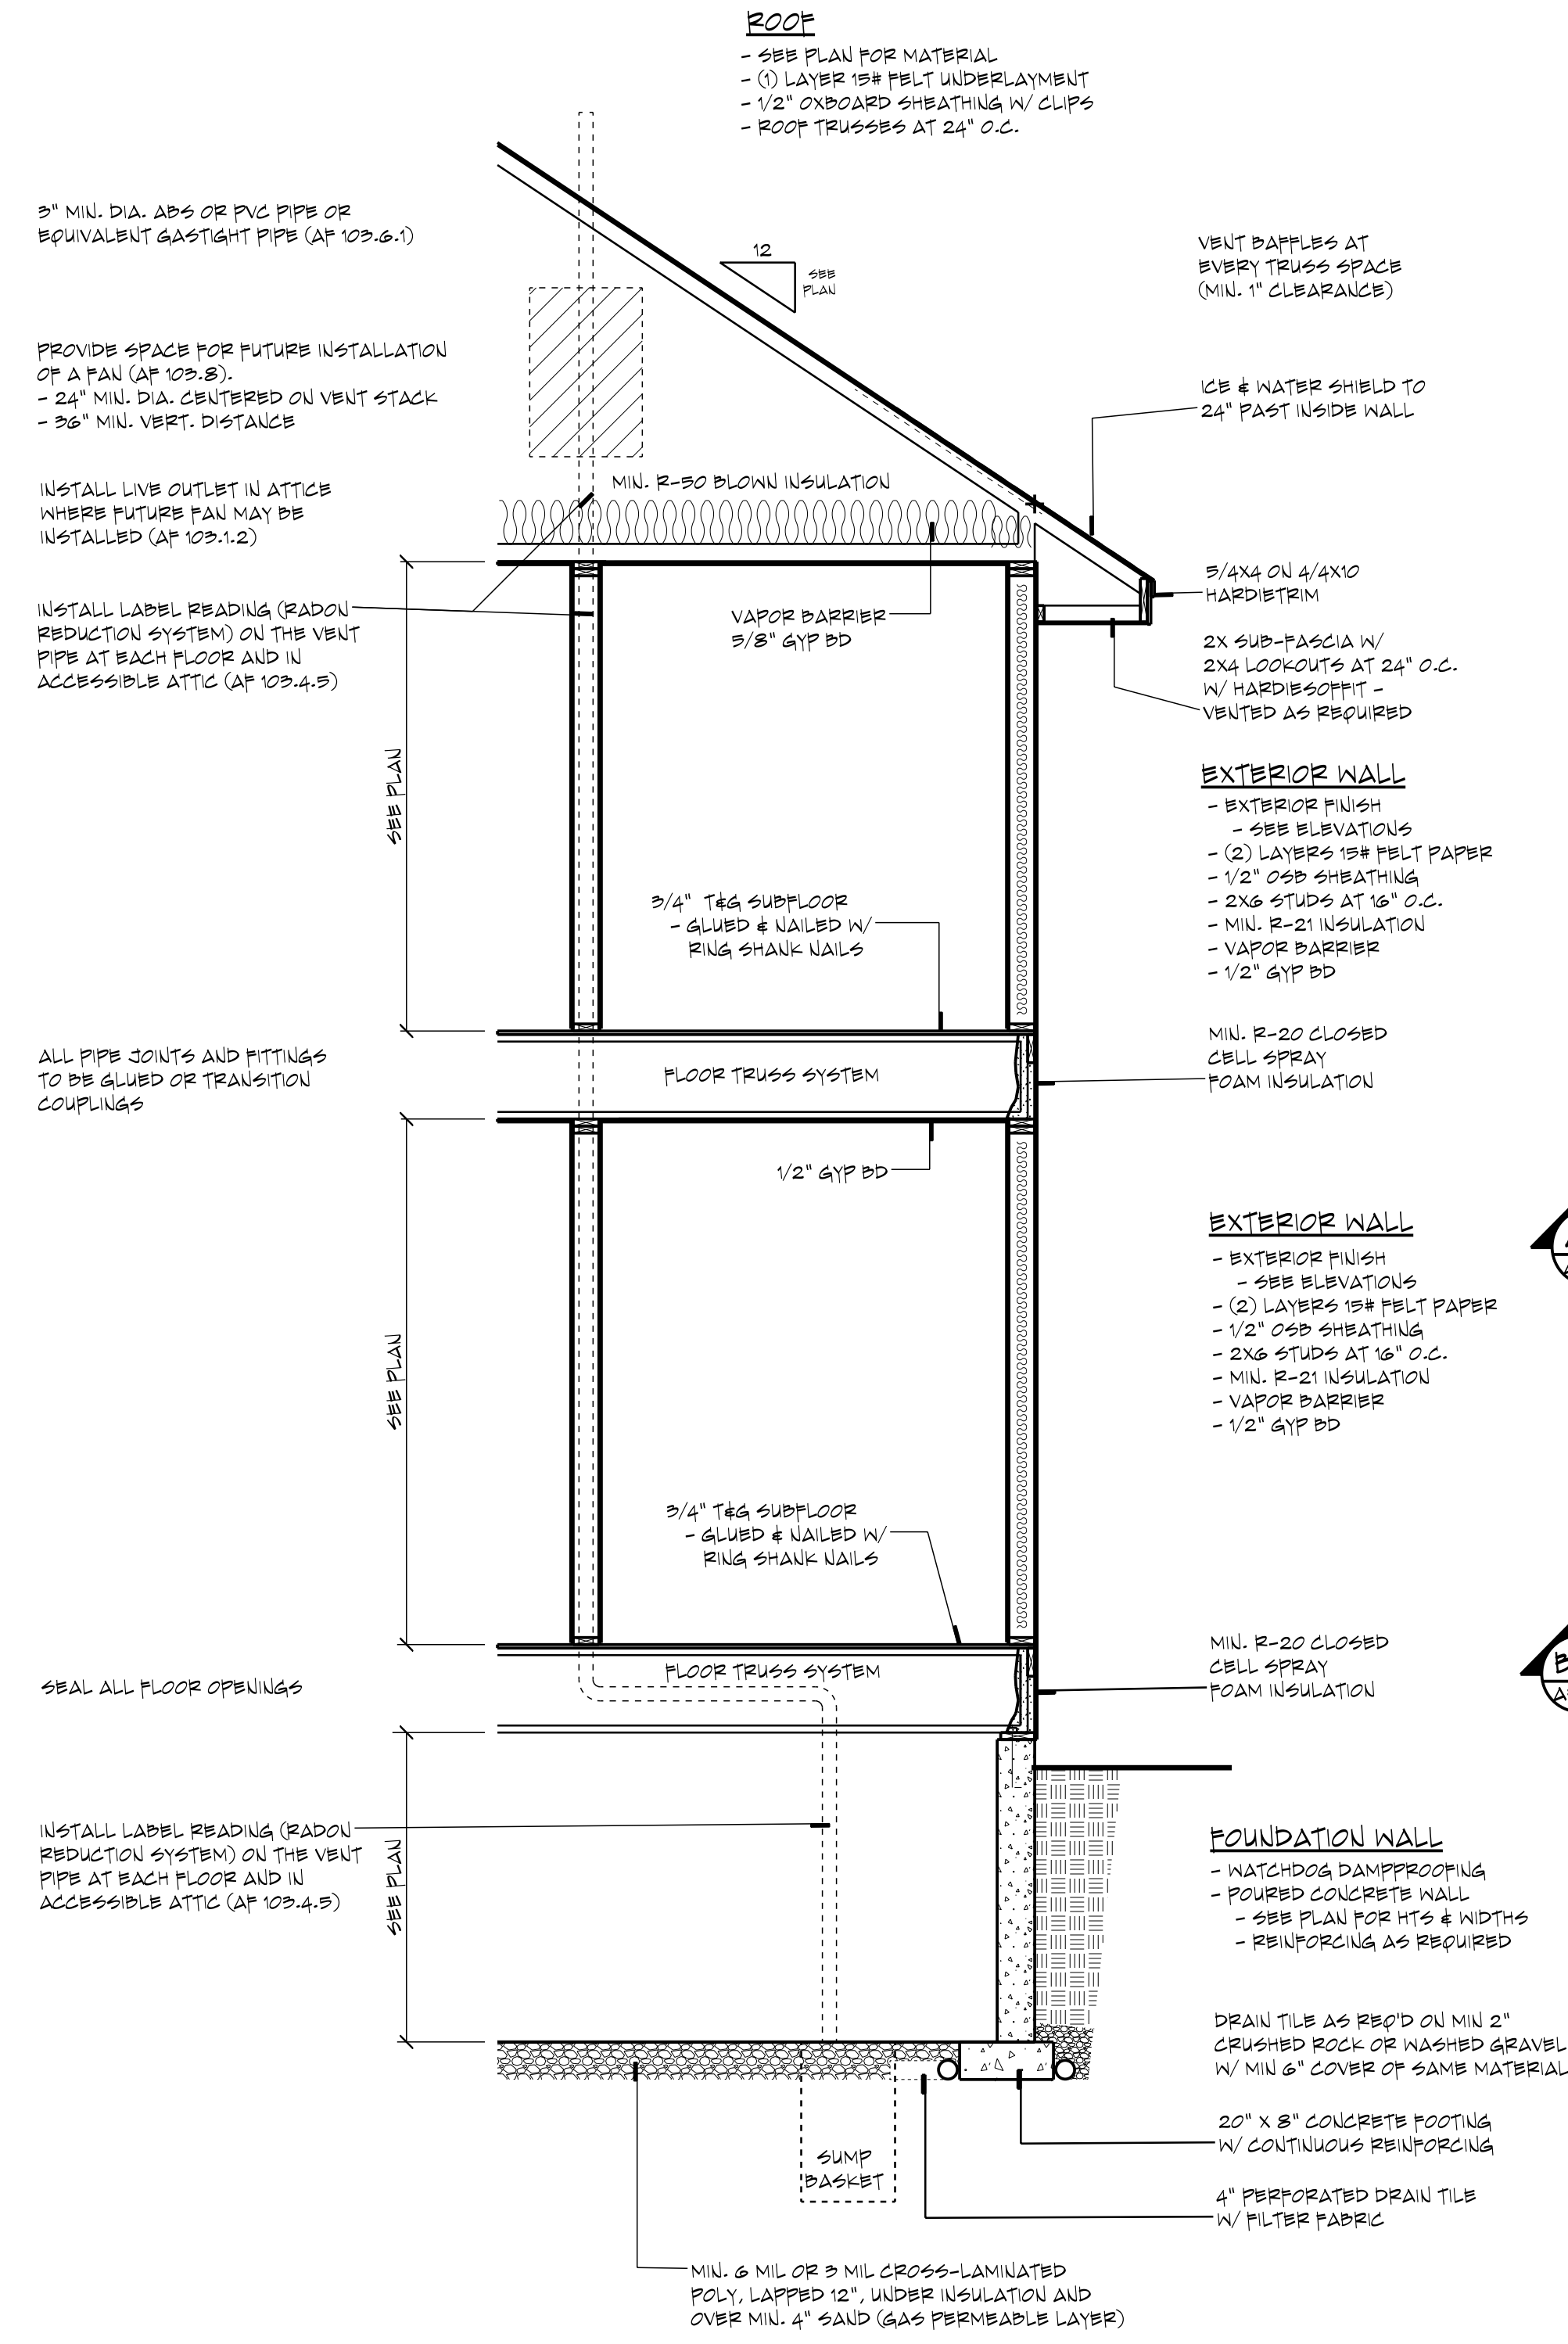 ROOF
- SEE PLAN FOR MATERIAL
- (1) LAYER 15# FELT UNDERLAYMENT
- 1/2" OXBOARD SHEATHING W/ CLIPS
- ROOF TRUSSES AT 24" O.C.
3" MIN. DIA. ABS OR PVC PIPE OR
EQUIVALENT GASTIGHT PIPE (AF 103.6.1)
12
SEE
PLAN
VENT BAFFLES AT
EVERY TRUSS SPACE
(MIN. 1" CLEARANCE)
PROVIDE SPACE FOR FUTURE INSTALLATION
OF A FAN (AF 103.8).
- 24" MIN. DIA. CENTERED ON VENT STACK
- 36" MIN. VERT. DISTANCE
ICE & WATER SHIELD TO
24" PAST INSIDE WALL
INSTALL LIVE OUTLET IN ATTICE
WHERE FUTURE FAN MAY BE
INSTALLED (AF 103.1.2)
MIN. R-50 BLOWN INSULATION
5/4X4 ON 4/4X10
HARDIETRIM
INSTALL LABEL READING (RADON
REDUCTION SYSTEM) ON THE VENT
PIPE AT EACH FLOOR AND IN
ACCESSIBLE ATTIC (AF 103.4.5)
VAPOR BARRIER
5/8" GYP BD
2X SUB-FASCIA W/
2X4 LOOKOUTS AT 24" O.C.
W/ HARDIESOFFIT -
VENTED AS REQUIRED
SEE PLAN
EXTERIOR WALL
- EXTERIOR FINISH
- SEE ELEVATIONS
- (2) LAYERS 15# FELT PAPER
- 1/2" OSB SHEATHING
- 2X6 STUDS AT 16" O.C.
- MIN. R-21 INSULATION
- VAPOR BARRIER
- 1/2" GYP BD
3/4" T&G SUBFLOOR
- GLUED & NAILED W/
RING SHANK NAILS
ALL PIPE JOINTS AND FITTINGS
TO BE GLUED OR TRANSITION
COUPLINGS
FLOOR TRUSS SYSTEM
MIN. R-20 CLOSED
CELL SPRAY
FOAM INSULATION
1/2" GYP BD
SEE PLAN
EXTERIOR WALL
- EXTERIOR FINISH
- SEE ELEVATIONS
- (2) LAYERS 15# FELT PAPER
- 1/2" OSB SHEATHING
- 2X6 STUDS AT 16" O.C.
- MIN. R-21 INSULATION
- VAPOR BARRIER
- 1/2" GYP BD
3/4" T&G SUBFLOOR
- GLUED & NAILED W/
RING SHANK NAILS
SEAL ALL FLOOR OPENINGS
FLOOR TRUSS SYSTEM
MIN. R-20 CLOSED
CELL SPRAY
FOAM INSULATION
INSTALL LABEL READING (RADON
REDUCTION SYSTEM) ON THE VENT
PIPE AT EACH FLOOR AND IN
ACCESSIBLE ATTIC (AF 103.4.5)
SEE PLAN
FOUNDATION WALL
- WATCHDOG DAMPPROOFING
- POURED CONCRETE WALL
- SEE PLAN FOR HTS & WIDTHS
- REINFORCING AS REQUIRED
DRAIN TILE AS REQ'D ON MIN 2"
CRUSHED ROCK OR WASHED GRAVEL
W/ MIN 6" COVER OF SAME MATERIAL
20" X 8" CONCRETE FOOTING
W/ CONTINUOUS REINFORCING
SUMP
BASKET
4" PERFORATED DRAIN TILE
W/ FILTER FABRIC
MIN. 6 MIL OR 3 MIL CROSS-LAMINATED
POLY, LAPPED 12", UNDER INSULATION AND
OVER MIN. 4" SAND (GAS PERMEABLE LAYER)